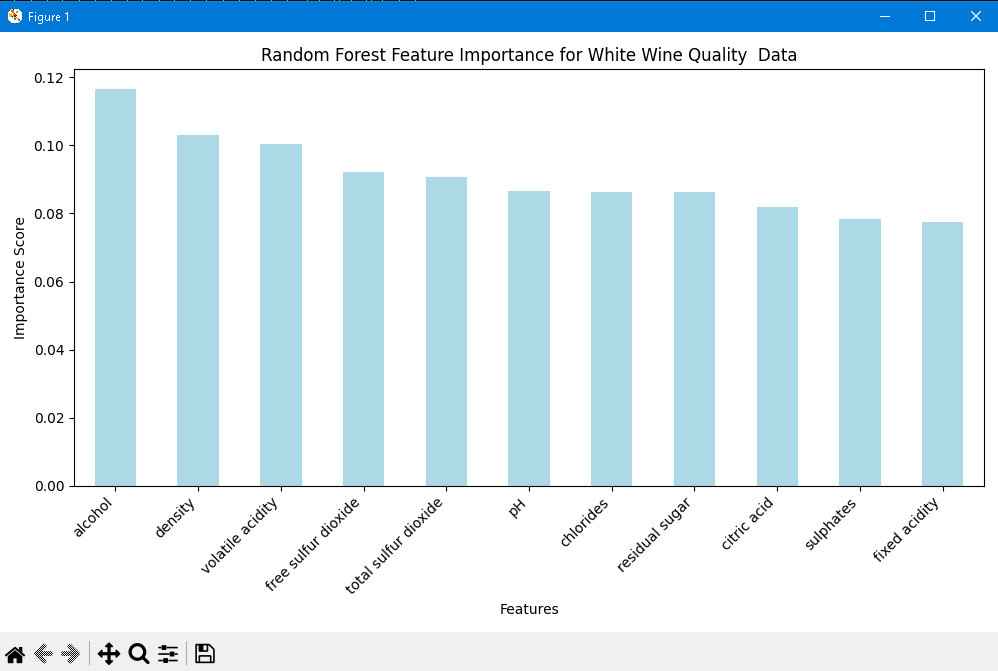 Figure 1
Random Forest Feature Importance for White Wine Quality  Data
0.12
0.10
0.08
0.06
0.04
0.02
0.00
Importance Score
alcohol
density
volatile acidity
free sulfur dioxide
total sulfur dioxide
pH
chlorides
residual sugar
citric acid
sulphates
fixed acidity
Features